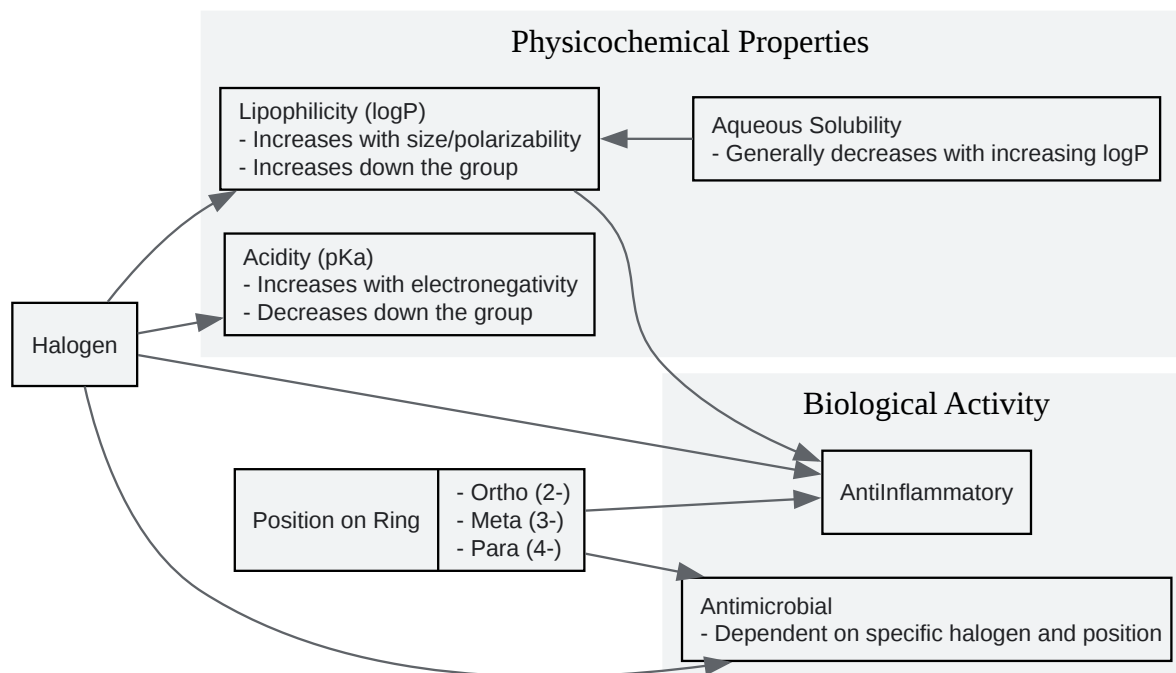 Physicochemical Properties
Lipophilicity (logP)
- Increases with size/polarizability
- Increases down the group
Aqueous Solubility
- Generally decreases with increasing logP
Acidity (pKa)
- Increases with electronegativity
- Decreases down the group
Halogen
Biological Activity
AntiInflammatory
Position on Ring
- Ortho (2-)
- Meta (3-)
- Para (4-)
Antimicrobial
- Dependent on specific halogen and position